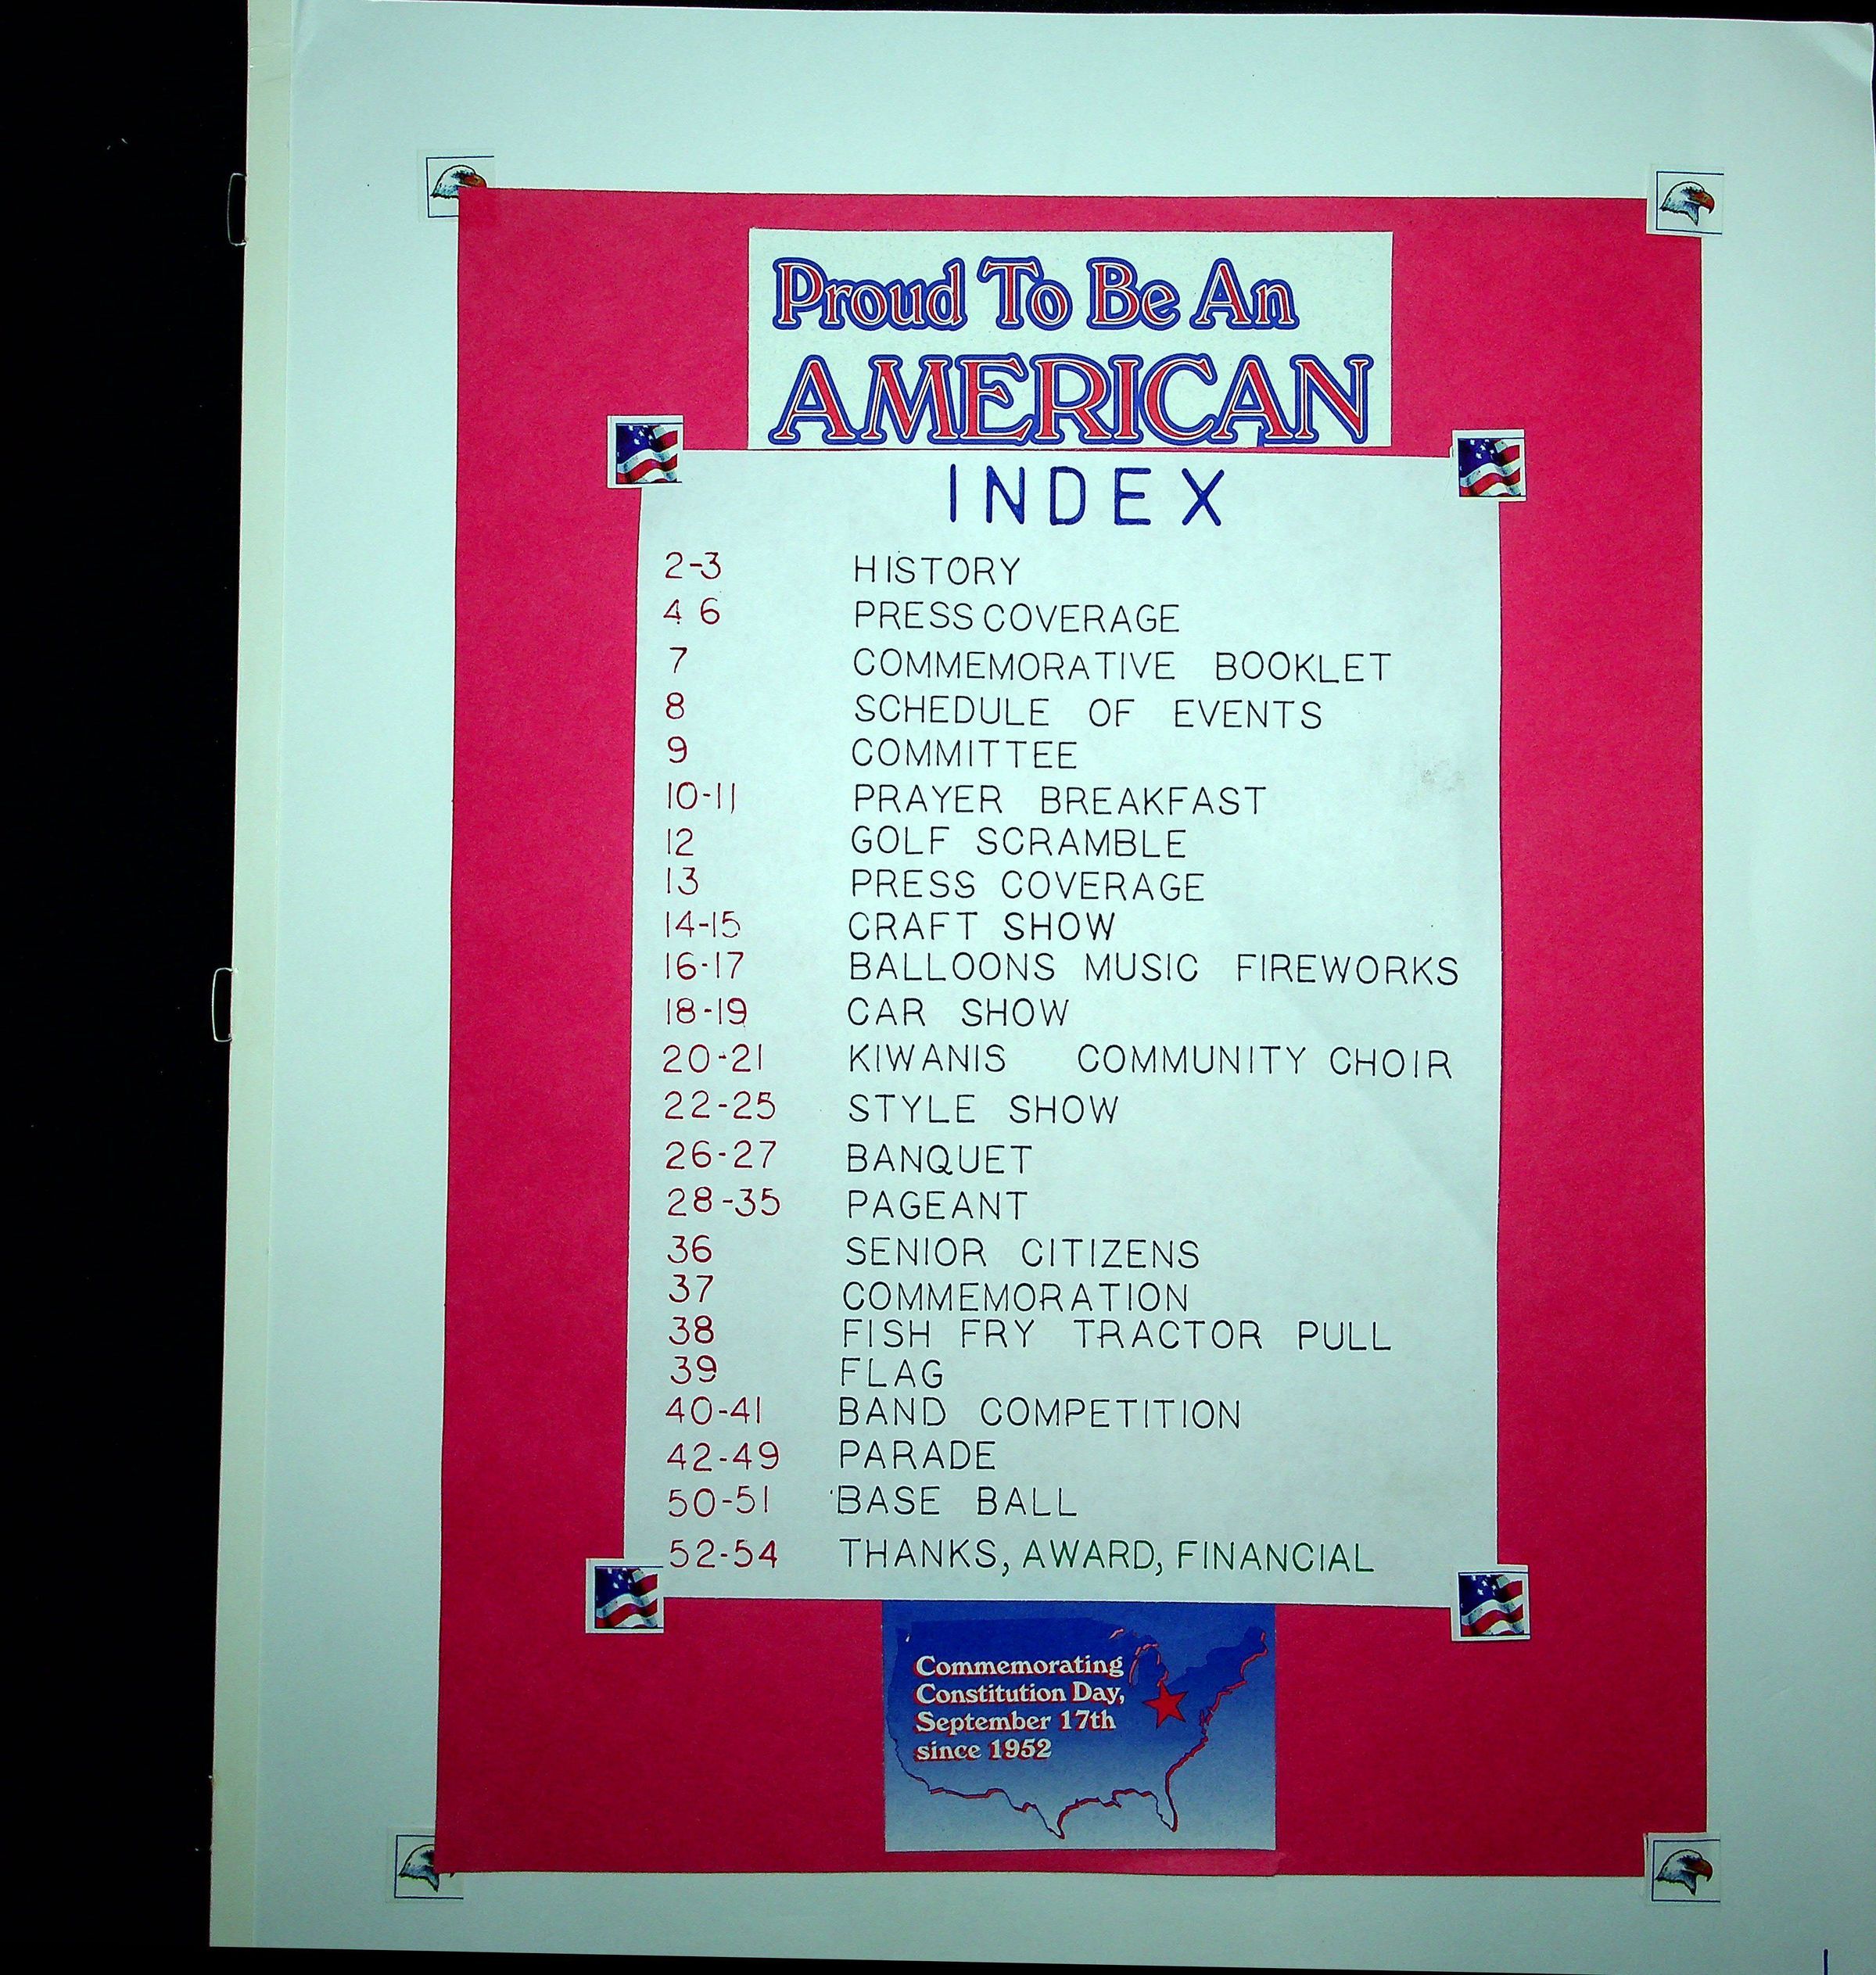 Proud To Be An
AMERICAN
INDEX
2-3 HISTORY
4 6 PRESS COVERAGE
7 COMMEMORATIVE BOOKLET
8 SCHEDULE OF EVENTS
9 COMMITTEE
10-11 PRAYER BREAKFAST
12 GOLF SCRAMBLE
13 PRESS COVERAGE
14-15 CRAFT SHOW
16-17 BALLOONS MUSIC FIREWORKS
18-19 CAR SHOW
20-21 KIWANIS COMMUNITY CHOIR
22-25 STYLE SHOW
26-27 BANQUET
28-35 PAGEANT
36 SENIOR CITIZENS
37 COMMEMORATION
38 FISH FRY TRACTOR PULL
39 FLAG
40-41 BAND COMPETITION
42-49 PARADE
50-51 BASE BALL
52-54 THANKS, AWARD, FINANCIAL
Commemorating
Constitution Day,
September 17th
since 1952